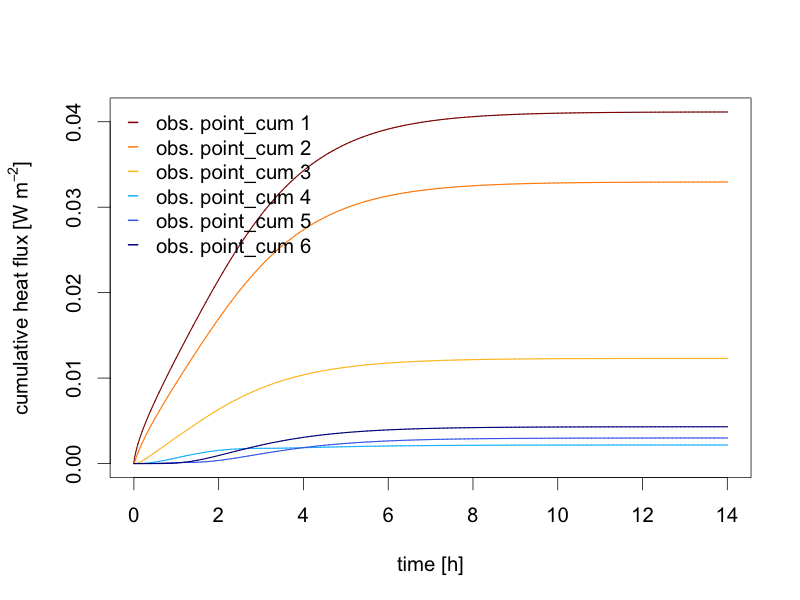 obs. point_cum 1
obs. point_cum 2
obs. point_cum 3
obs. point_cum 4
obs. point_cum 5
obs. point_cum 6
cumulative heat flux [W m⁻²]
0.04
0.03
0.02
0.01
0.00
0 2 4 6 8 10 12 14
time [h]